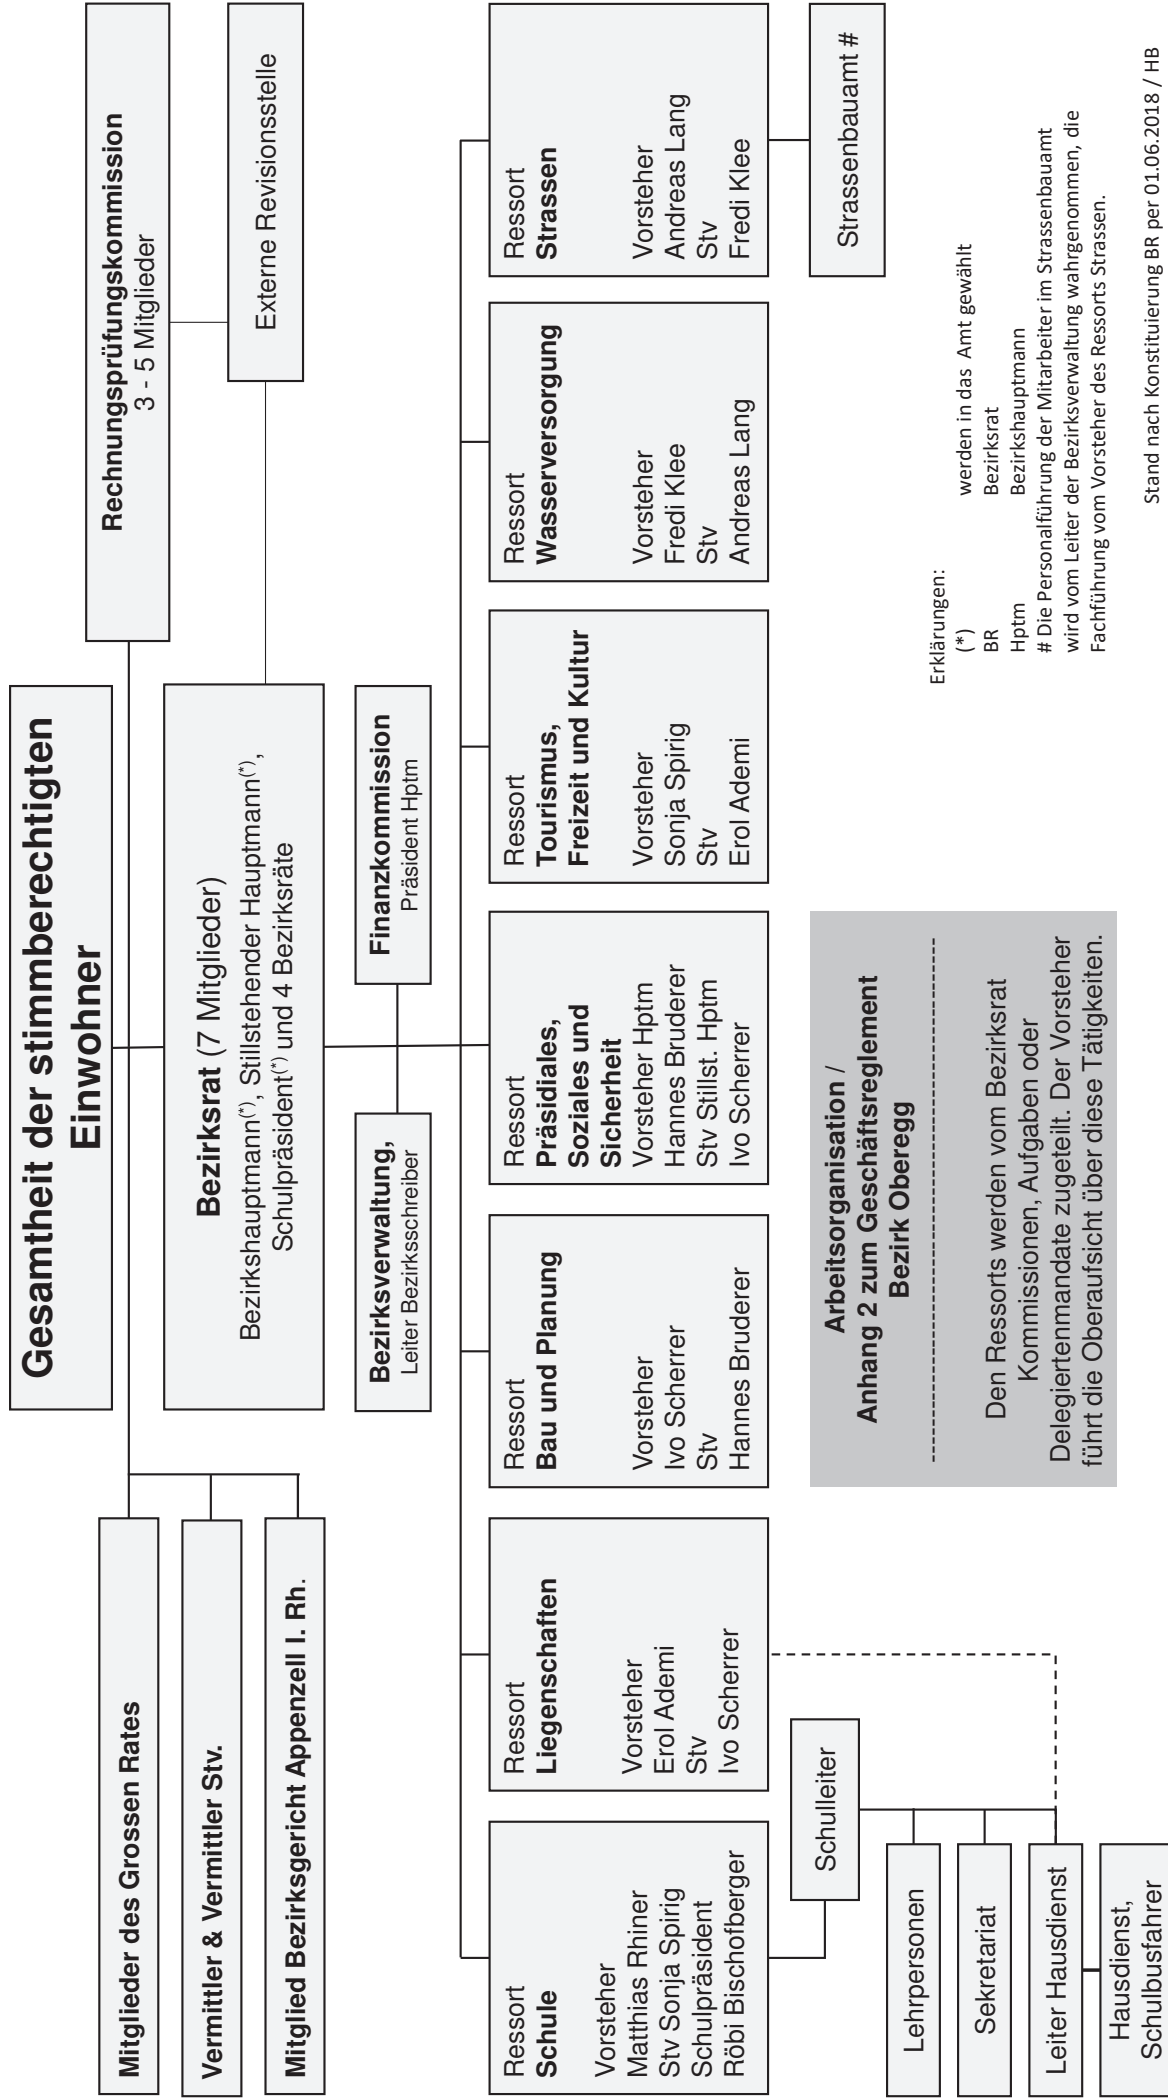 Gesamtheit der stimmberechtigten
Einwohner
Mitglieder des Grossen Rates
Vermittler & Vermittler Stv.
Mitglied Bezirksgericht Appenzell I. Rh.
Rechnungsprüfungskommission
3 - 5 Mitglieder
Externe Revisionsstelle
Bezirksrat (7 Mitglieder)
Bezirkshauptmann(*), Stillstehender Hauptmann(*),
Schulpräsident(*) und 4 Bezirksräte
Bezirksverwaltung,
Leiter Bezirksschreiber
Finanzkommission
Präsident Hptm
Ressort
Schule
Vorsteher
Matthias Rhiner
Stv Sonja Spirig
Schulpräsident
Röbi Bischofberger
Ressort
Liegenschaften
Vorsteher
Erol Ademi
Stv
Ivo Scherrer
Ressort
Bau und Planung
Vorsteher
Ivo Scherrer
Stv
Hannes Bruderer
Ressort
Präsidiales,
Soziales und
Sicherheit
Vorsteher Hptm
Hannes Bruderer
Stv Stillst. Hptm
Ivo Scherrer
Ressort
Tourismus,
Freizeit und Kultur
Vorsteher
Sonja Spirig
Stv
Erol Ademi
Ressort
Wasserversorgung
Vorsteher
Fredi Klee
Stv
Andreas Lang
Ressort
Strassen
Vorsteher
Andreas Lang
Stv
Fredi Klee
Schulleiter
Lehrpersonen
Sekretariat
Leiter Hausdienst
Hausdienst,
Schulbusfahrer
Strassenbauamt #
Arbeitsorganisation /
Anhang 2 zum Geschäftsreglement
Bezirk Oberegg
Den Ressorts werden vom Bezirksrat
Kommissionen, Aufgaben oder
Delegiertenmandate zugeteilt. Der Vorsteher
führt die Oberaufsicht über diese Tätigkeiten.
Erklärungen:
(*) werden in das Amt gewählt
BR Bezirksrat
Hptm Bezirkshauptmann
# Die Personalführung der Mitarbeiter im Strassenbauamt
wird vom Leiter der Bezirksverwaltung wahrgenommen, die
Fachführung vom Vorsteher des Ressorts Strassen.
Stand nach Konstituierung BR per 01.06.2018 / HB